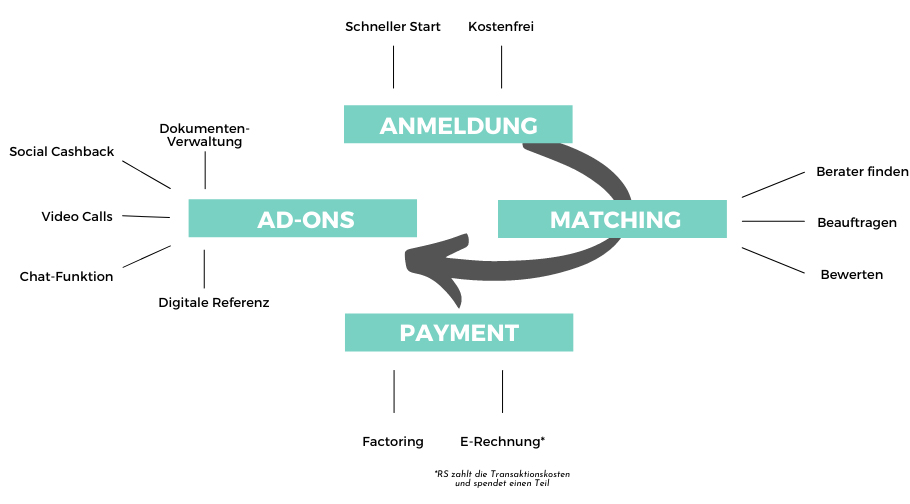 Schneller Start
Kostenfrei
ANMELDUNG
Dokumenten-
Verwaltung
Social Cashback
Video Calls
Chat-Funktion
AD-ONS
Digitale Referenz
MATCHING
Berater finden
Beauftragen
Bewerten
PAYMENT
Factoring
E-Rechnung*
*RS zahlt die Transaktionskosten
und spendet einen Teil